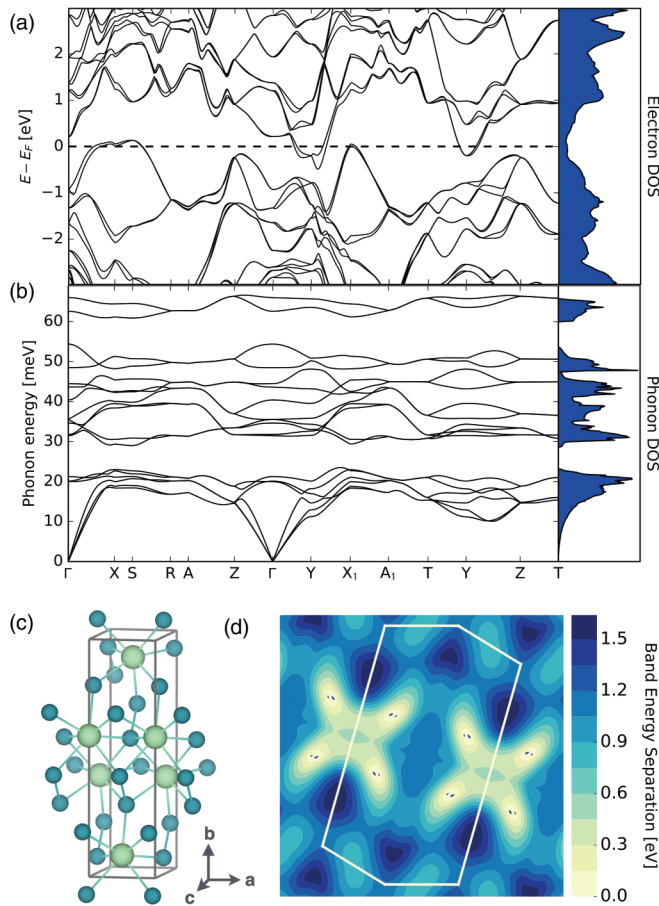 (a)
2
1
0
−1
−2
E − E_F [eV]
Electron DOS
(b)
60
50
40
30
20
10
0
Phonon energy [meV]
Phonon DOS
Γ X S R A Z Γ Y X₁ A₁ T Y Z T
(c)
b
a
c
(d)
1.5
1.2
0.9
0.6
0.3
0.0
Band Energy Separation [eV]